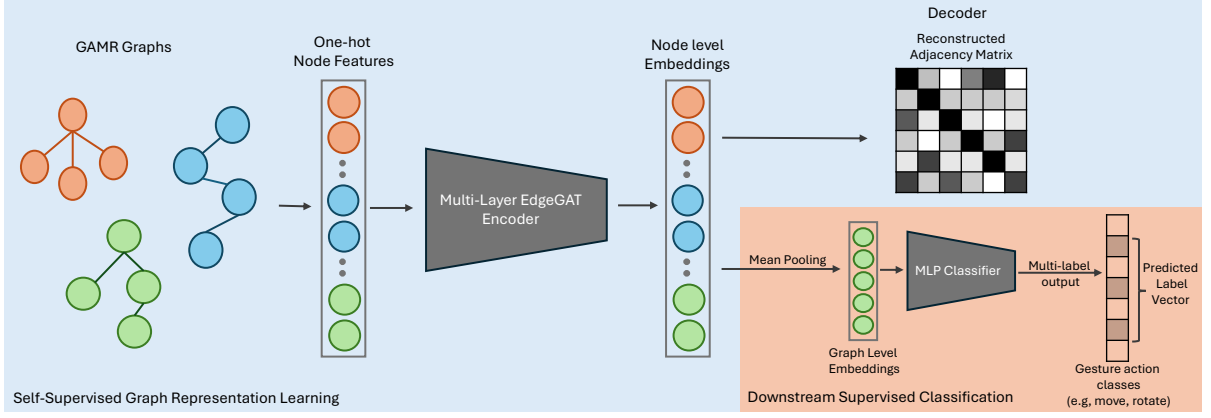 GAMR Graphs
One-hot
Node Features
Multi-Layer EdgeGAT
Encoder
Node level
Embeddings
Decoder
Reconstructed
Adjacency Matrix
Mean Pooling
Graph Level
Embeddings
MLP Classifier
Multi-label
output
Predicted
Label
Vector
Gesture action
classes
(e.g, move, rotate)
Self-Supervised Graph Representation Learning
Downstream Supervised Classification